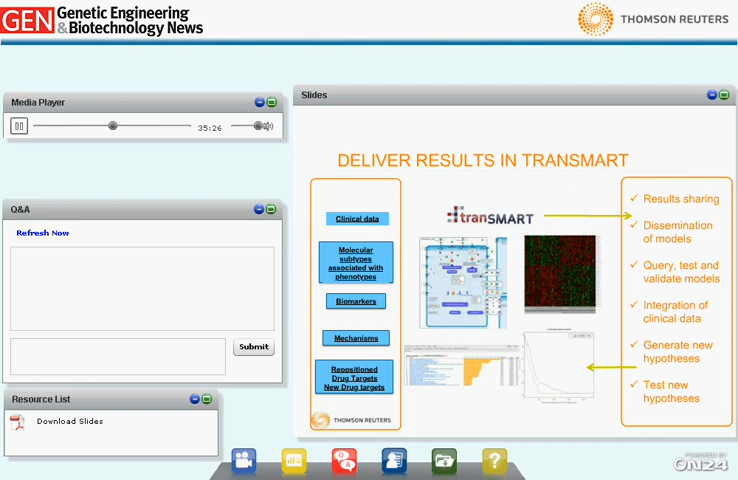 GEN Genetic Engineering
&Biotechnology News
THOMSON REUTERS
Media Player
35:26
Q&A
Refresh Now
Submit
Resource List
Download Slides
Slides
DELIVER RESULTS IN TRANSMART
Clinical data
Molecular
subtypes
associated with
phenotypes
Biomarkers
Mechanisms
Repositioned
Drug Targets
New Drug targets
THOMSON REUTERS
tranSMART
Results sharing
Dissemination
of models
Query, test and
validate models
Integration of
clinical data
Generate new
hypotheses
Test new
hypotheses
Q
A
?
POWERED BY
ON24